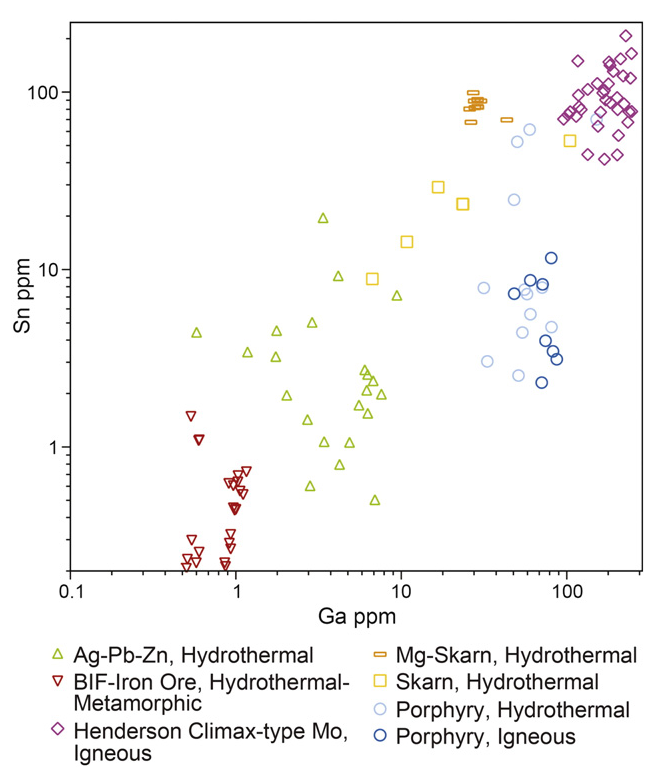 100
10
1
Sn ppm
0.1 1 10 100
Ga ppm
Ag-Pb-Zn, Hydrothermal
BIF-Iron Ore, Hydrothermal-
Metamorphic
Henderson Climax-type Mo,
Igneous
Mg-Skarn, Hydrothermal
Skarn, Hydrothermal
Porphyry, Hydrothermal
Porphyry, Igneous